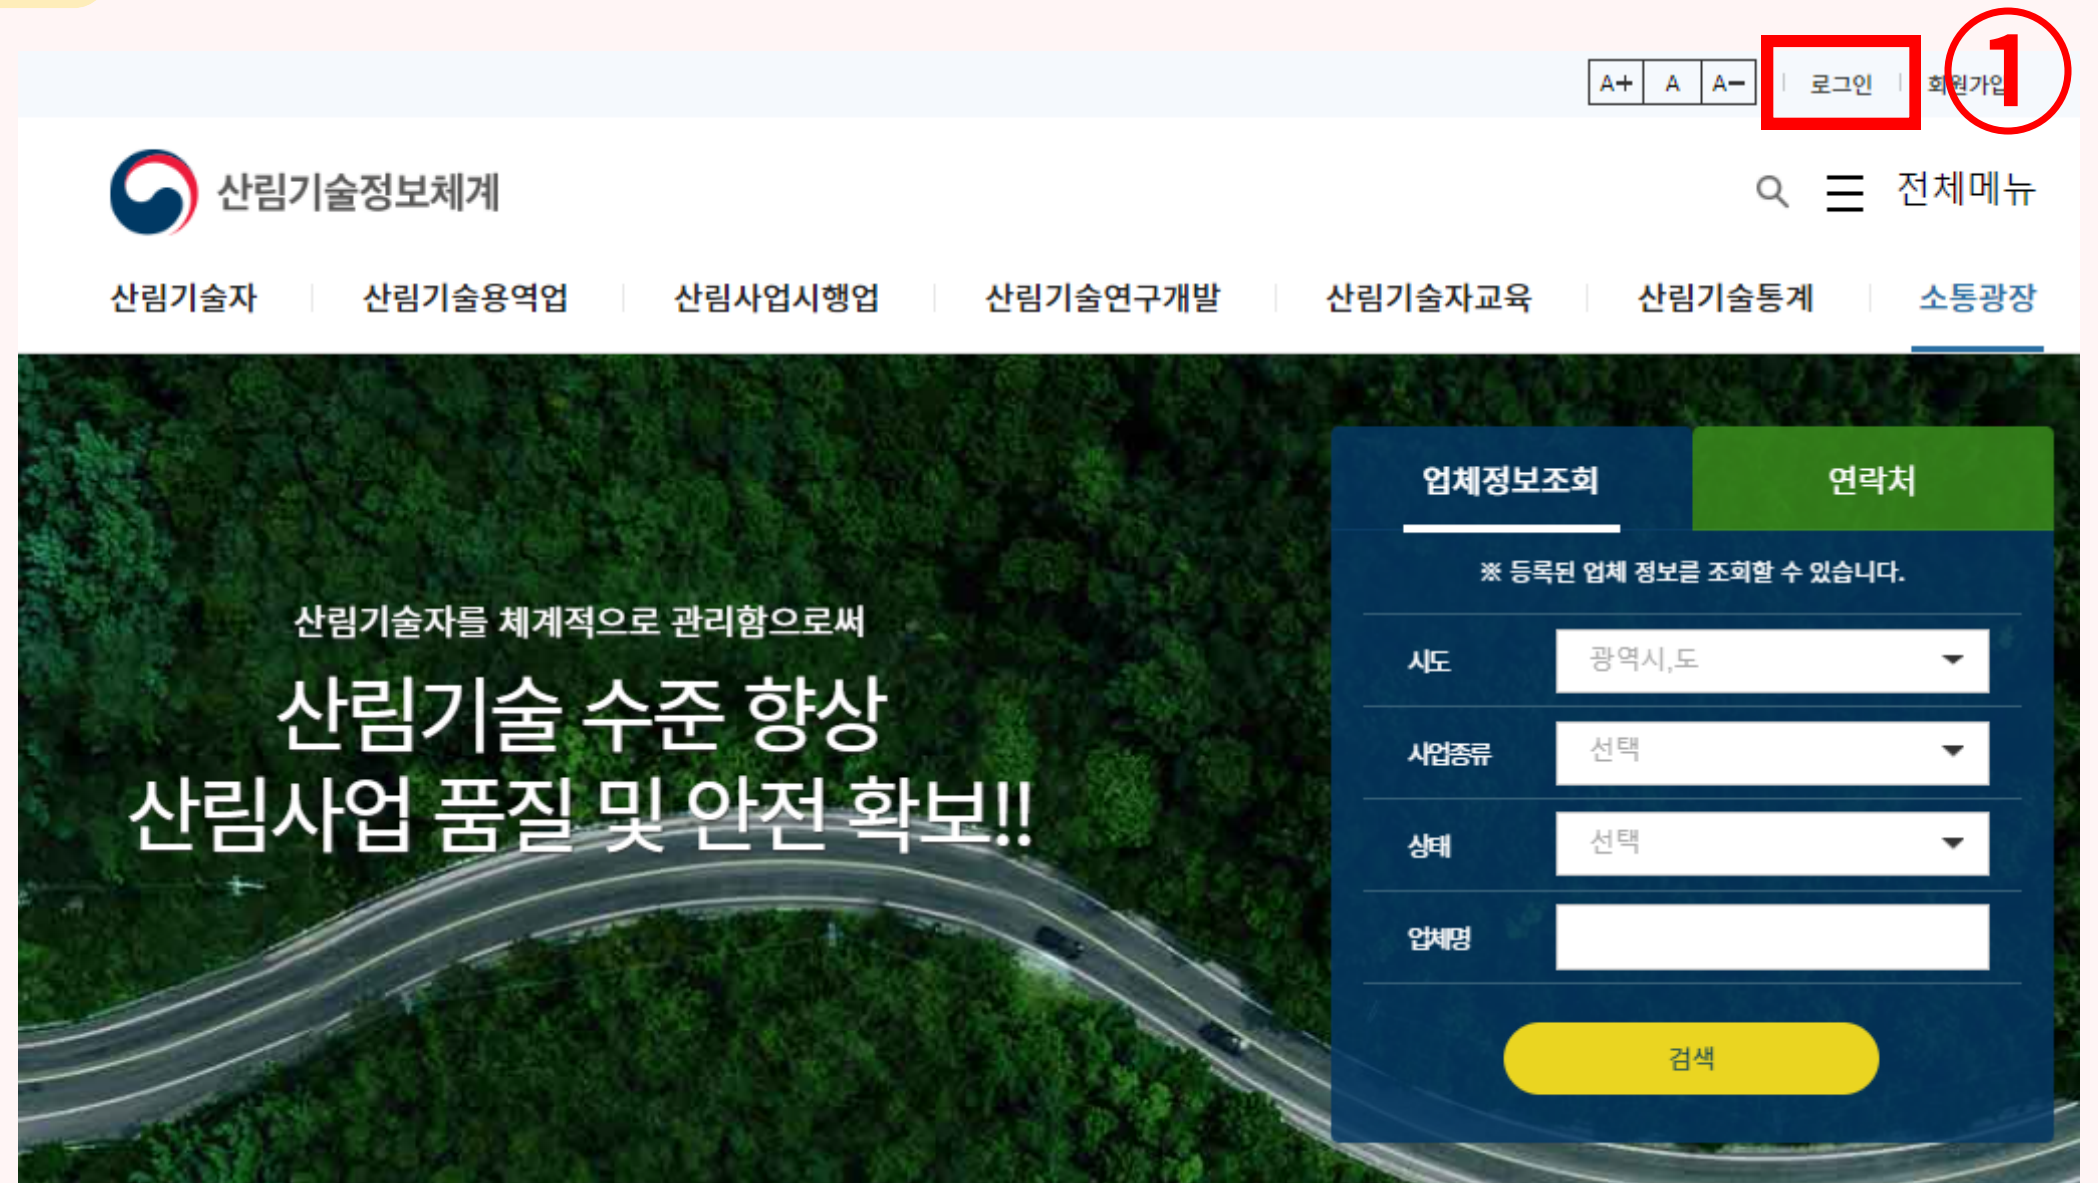 A+ A A- 로그인 회원가입 ①
산림기술정보체계 전체메뉴
산림기술자 산림기술용역업 산림사업시행업 산림기술연구개발 산림기술자교육 산림기술통계 소통광장
업체정보조회 연락처
※ 등록된 업체 정보를 조회할 수 있습니다.
산림기술자를 체계적으로 관리함으로써
산림기술 수준 향상
산림사업 품질 및 안전 확보!!
시도 광역시,도
사업종류 선택
상태 선택
업체명
검색